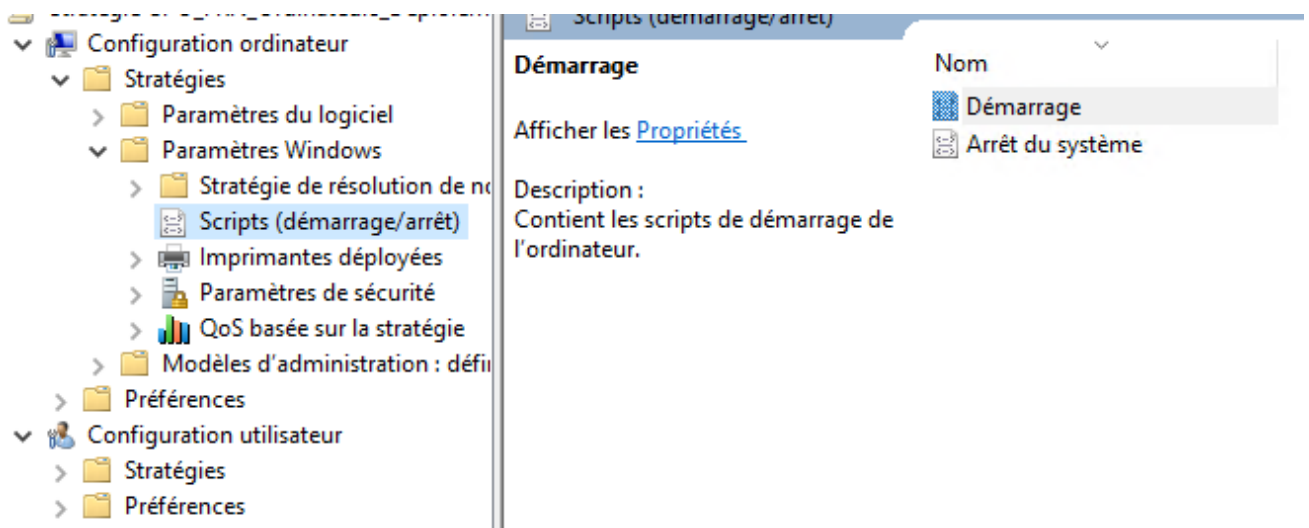 Scripts (démarrage/arrêt)
Configuration ordinateur
Stratégies
Paramètres du logiciel
Paramètres Windows
Stratégie de résolution de
Scripts (démarrage/arrêt)
Imprimantes déployées
Paramètres de sécurité
QoS basée sur la stratégie
Modèles d'administration :
Préférences
Configuration utilisateur
Stratégies
Préférences
Démarrage
Afficher les Propriétés
Description :
Contient les scripts de démarrage de
l'ordinateur.
Nom
Démarrage
Arrêt du système